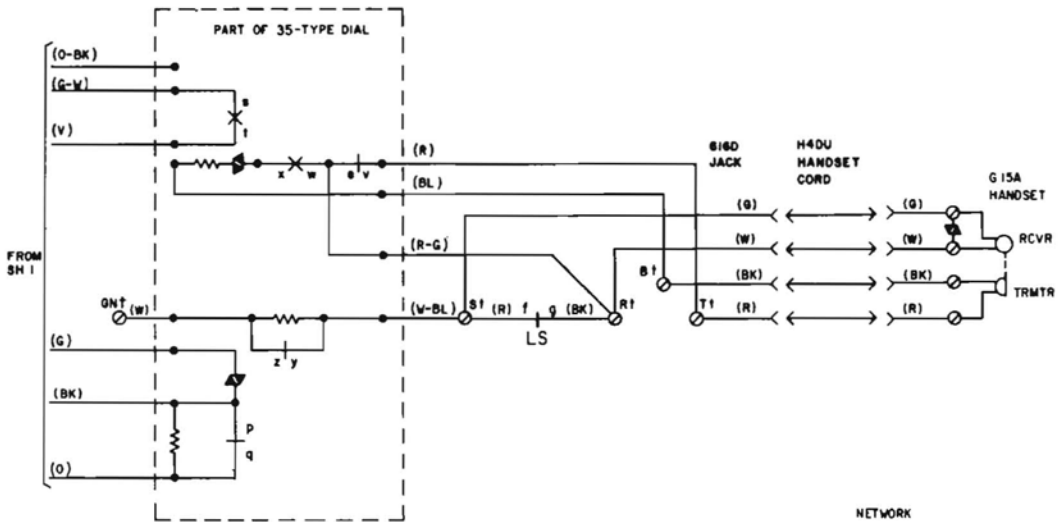 PART OF 35-TYPE DIAL
(O-BK)
(G-W)
s
t
(V)
x w s v
(R)
(BL)
616D
JACK
H4DU
HANDSET
CORD
G15A
HANDSET
(G) (G)
RCVR
(R-G)
(W) (W)
FROM
SH 1
B†
(BK) (BK)
TRMTR
GN†
(W)
(W-BL)
S†
(R) f g (BK)
R†
T†
(R) (R)
LS
z y
(G)
(BK)
p
q
(O)
NETWORK